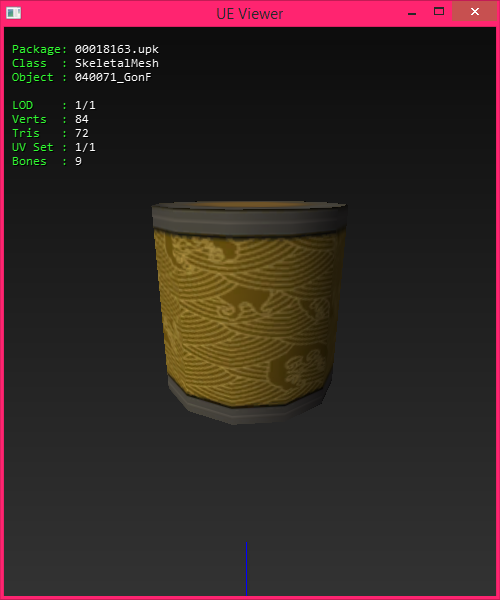 UE Viewer
Package: 00018163.upk
Class : SkeletalMesh
Object : 040071_GonF
LOD : 1/1
Verts : 84
Tris : 72
UV Set : 1/1
Bones : 9